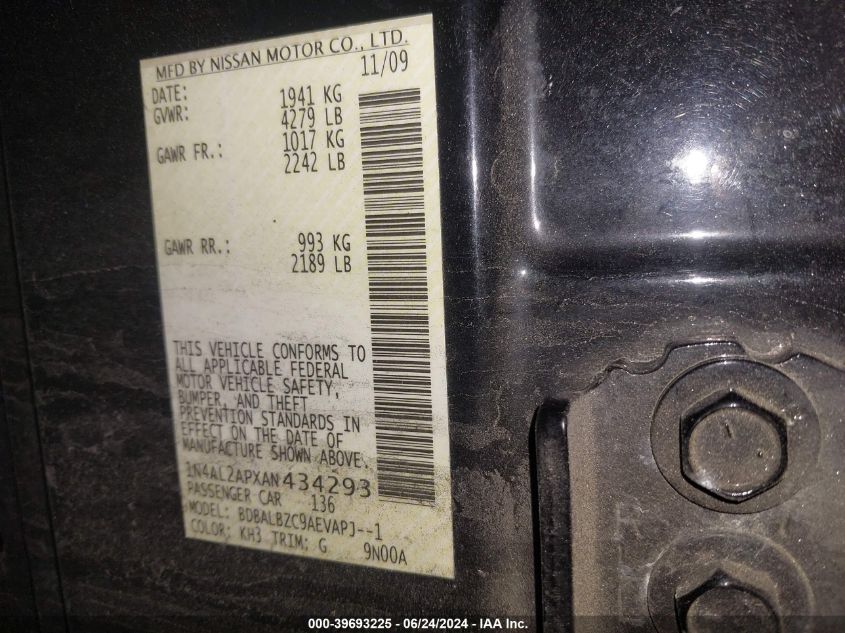 MFD BY NISSAN MOTOR CO., LTD.
DATE: 11/09
GVWR: 1941 KG
4279 LB
GAWR FR.: 1017 KG
2242 LB
GAWR RR.: 993 KG
2189 LB
THIS VEHICLE CONFORMS TO
ALL APPLICABLE FEDERAL
MOTOR VEHICLE SAFETY,
BUMPER, AND THEFT
PREVENTION STANDARDS IN
EFFECT ON THE DATE OF
MANUFACTURE SHOWN ABOVE.
1N4AL2APXAN434293
PASSENGER CAR 136
MODEL: BDBALBZC9AEVAPJ--1
COLOR: KH3 TRIM: G 9N00A
000-39693225 - 06/24/2024 - IAA Inc.